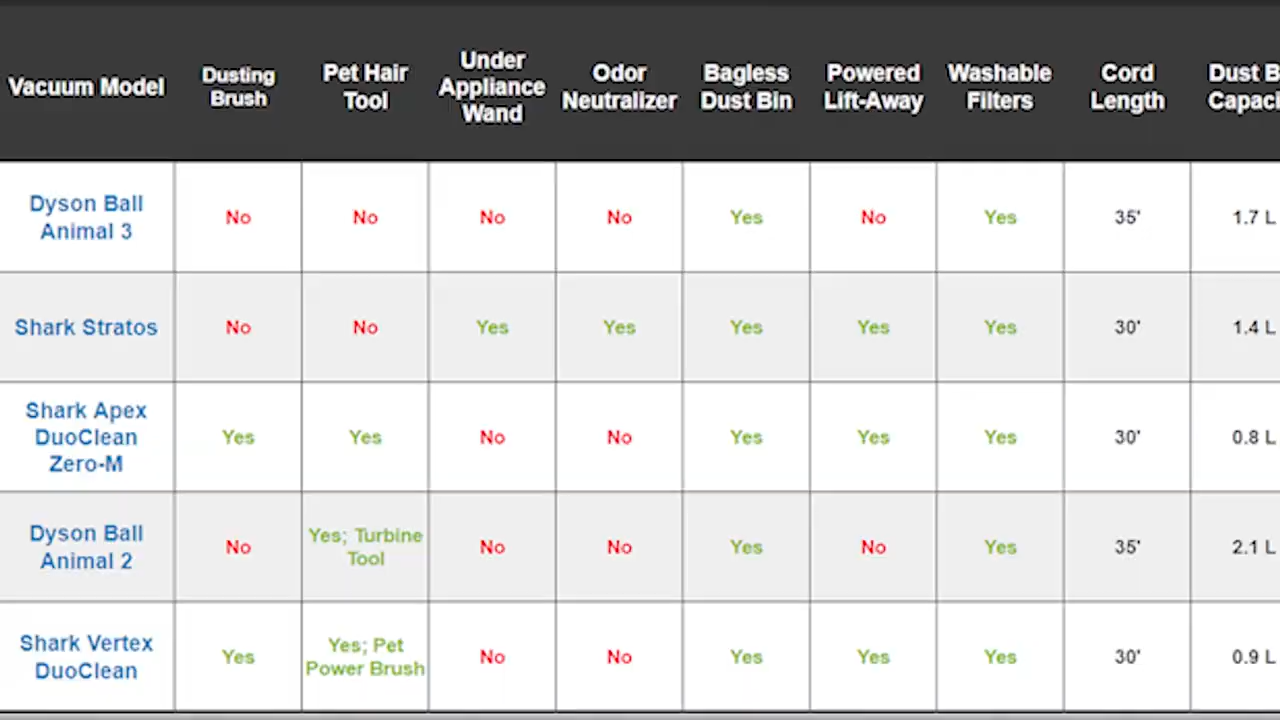 Vacuum Model
Dusting
Brush
Pet Hair
Tool
Under
Appliance
Wand
Odor
Neutralizer
Bagless
Dust Bin
Powered
Lift-Away
Washable
Filters
Cord
Length
Dust B
Capaci
Dyson Ball
Animal 3
No
No
No
No
Yes
No
Yes
35'
1.7 L
Shark Stratos
No
No
Yes
Yes
Yes
Yes
Yes
30'
1.4 L
Shark Apex
DuoClean
Zero-M
Yes
Yes
No
No
Yes
Yes
Yes
30'
0.8 L
Dyson Ball
Animal 2
No
Yes; Turbine
Tool
No
No
Yes
No
Yes
35'
2.1 L
Shark Vertex
DuoClean
Yes
Yes; Pet
Power Brush
No
No
Yes
Yes
Yes
30'
0.9 L